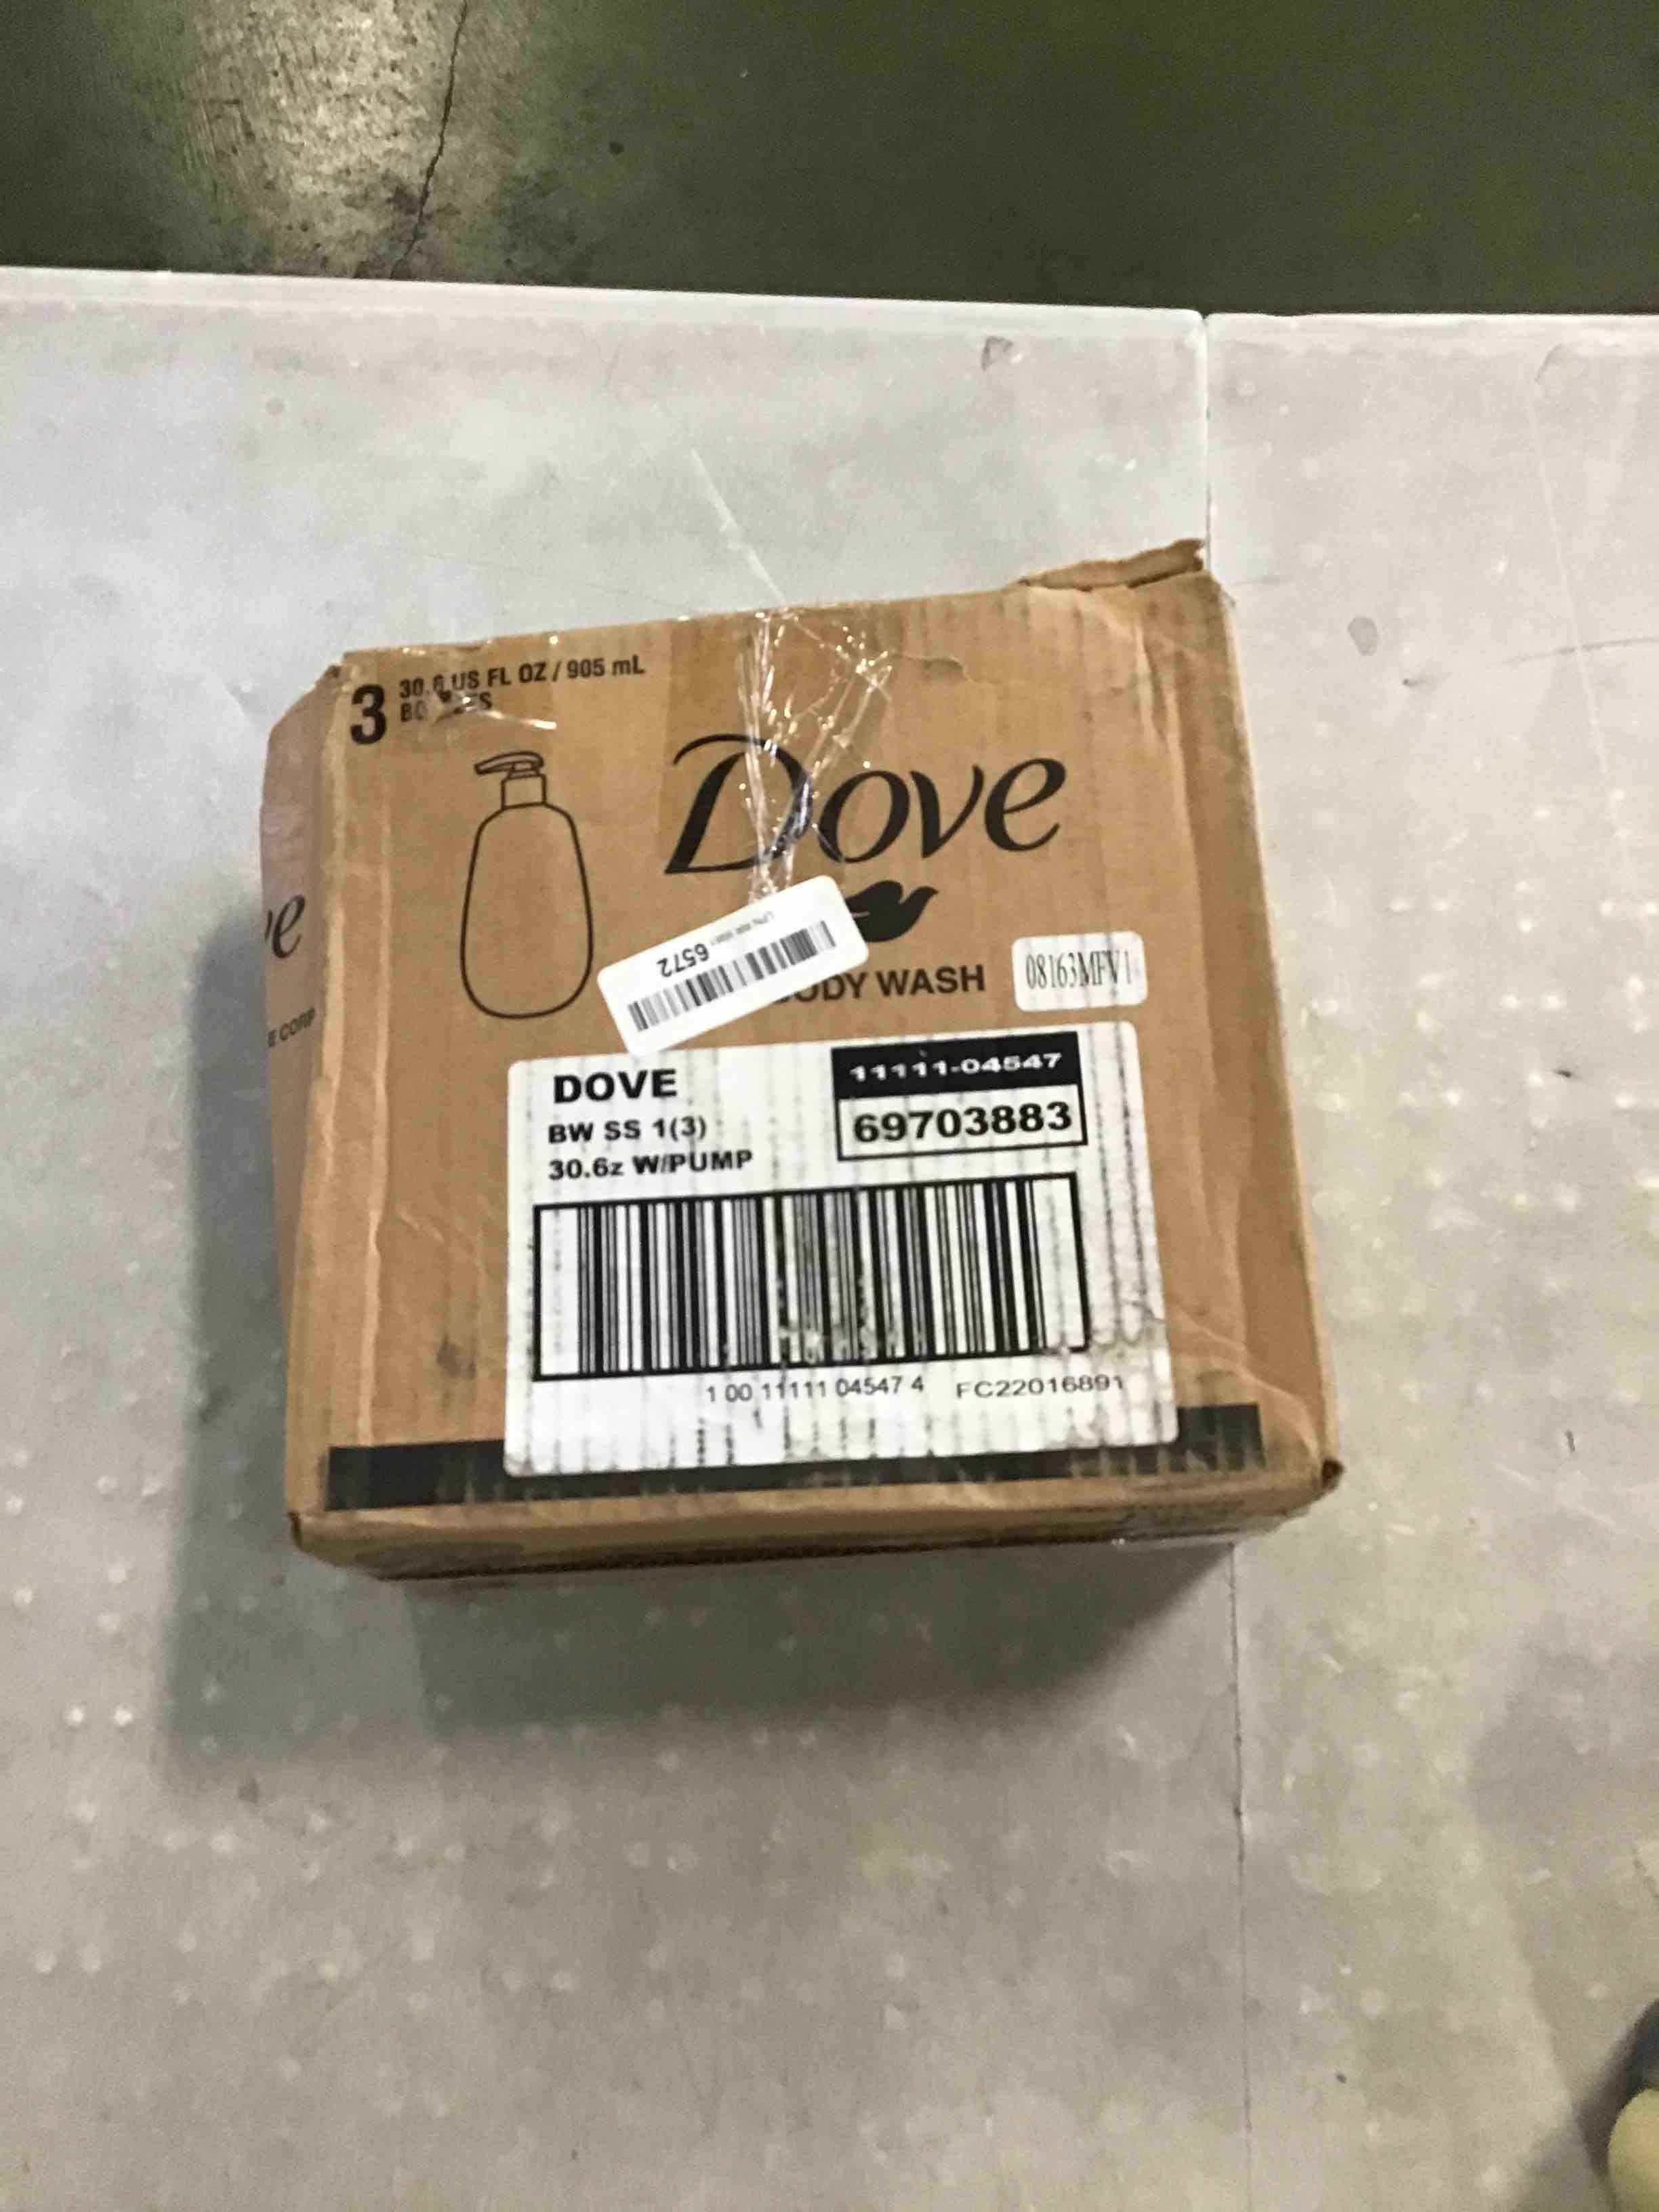 3
30.6 US FL OZ / 905 mL
Dove
WASH
08163MFV1
6572
DOVE
BW SS 1(3)
30.6z W/PUMP
11111-04547
69703883
1 00 11111 04547 4 FC22016891
CORP